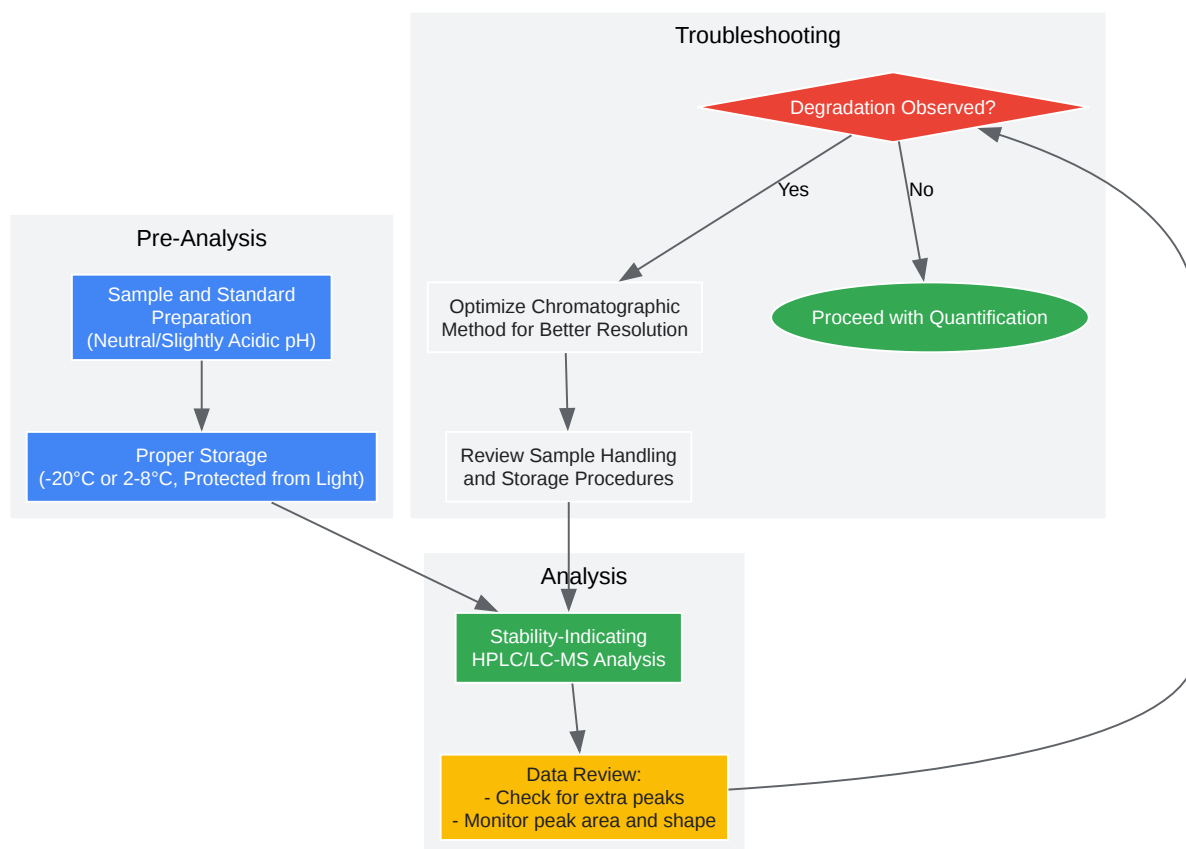 Troubleshooting
Degradation Observed?
Yes
No
Pre-Analysis
Sample and Standard
Preparation
(Neutral/Slightly Acidic pH)
Optimize Chromatographic
Method for Better Resolution
Proceed with Quantification
Proper Storage
(-20°C or 2-8°C, Protected from Light)
Review Sample Handling
and Storage Procedures
Analysis
Stability-Indicating
HPLC/LC-MS Analysis
Data Review:
- Check for extra peaks
- Monitor peak area and shape